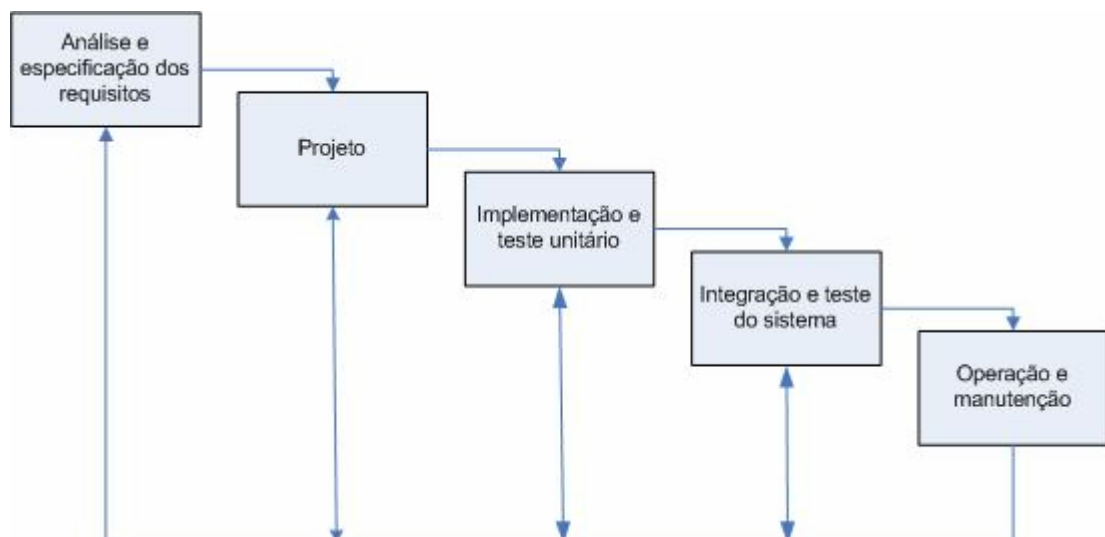 Análise e
especificação dos
requisitos
Projeto
Implementação e
teste unitário
Integração e teste
do sistema
Operação e
manutenção